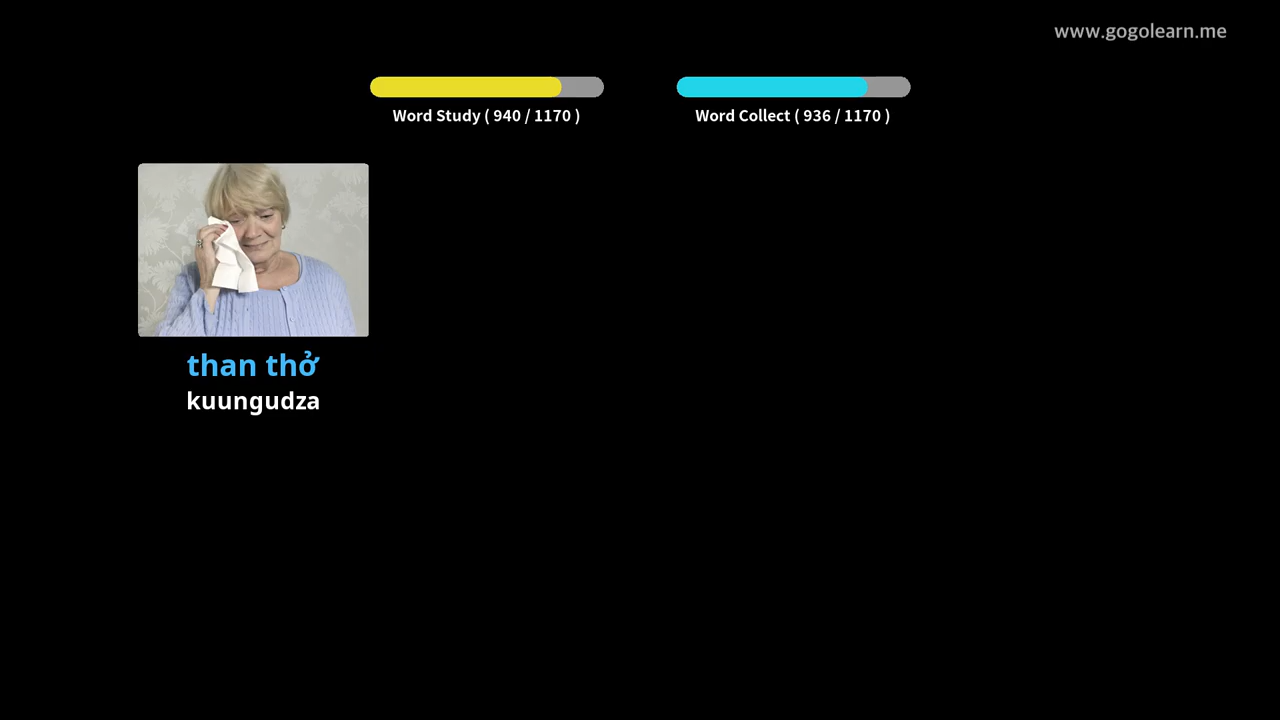 www.gogolearn.me
Word Study ( 940 / 1170 )
Word Collect ( 936 / 1170 )
than thở
kuungudza